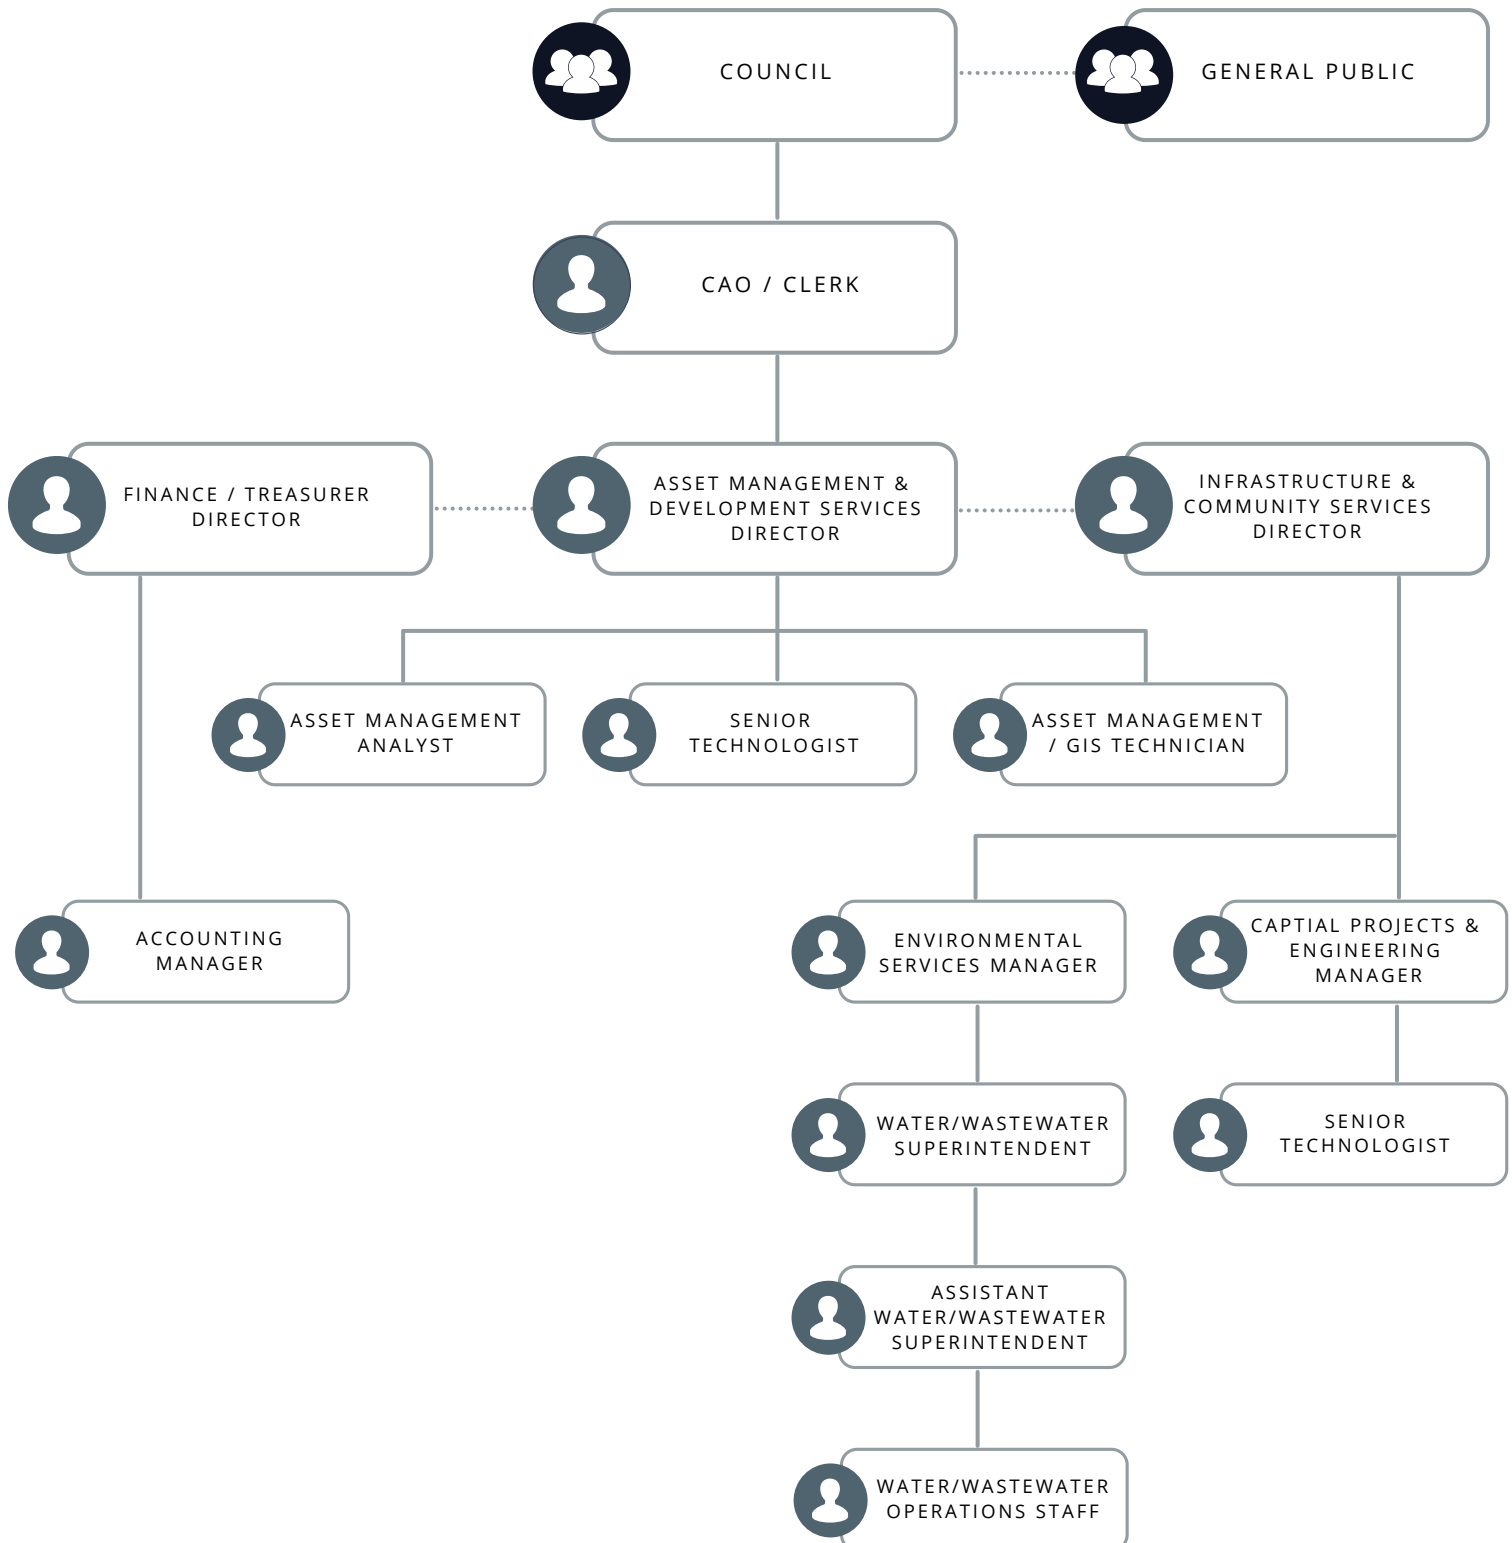 COUNCIL
GENERAL PUBLIC
CAO / CLERK
FINANCE / TREASURER
DIRECTOR
ASSET MANAGEMENT &
DEVELOPMENT SERVICES
DIRECTOR
INFRASTRUCTURE &
COMMUNITY SERVICES
DIRECTOR
ASSET MANAGEMENT
ANALYST
SENIOR
TECHNOLOGIST
ASSET MANAGEMENT
/ GIS TECHNICIAN
ACCOUNTING
MANAGER
ENVIRONMENTAL
SERVICES MANAGER
CAPTIAL PROJECTS &
ENGINEERING
MANAGER
WATER/WASTEWATER
SUPERINTENDENT
SENIOR
TECHNOLOGIST
ASSISTANT
WATER/WASTEWATER
SUPERINTENDENT
WATER/WASTEWATER
OPERATIONS STAFF